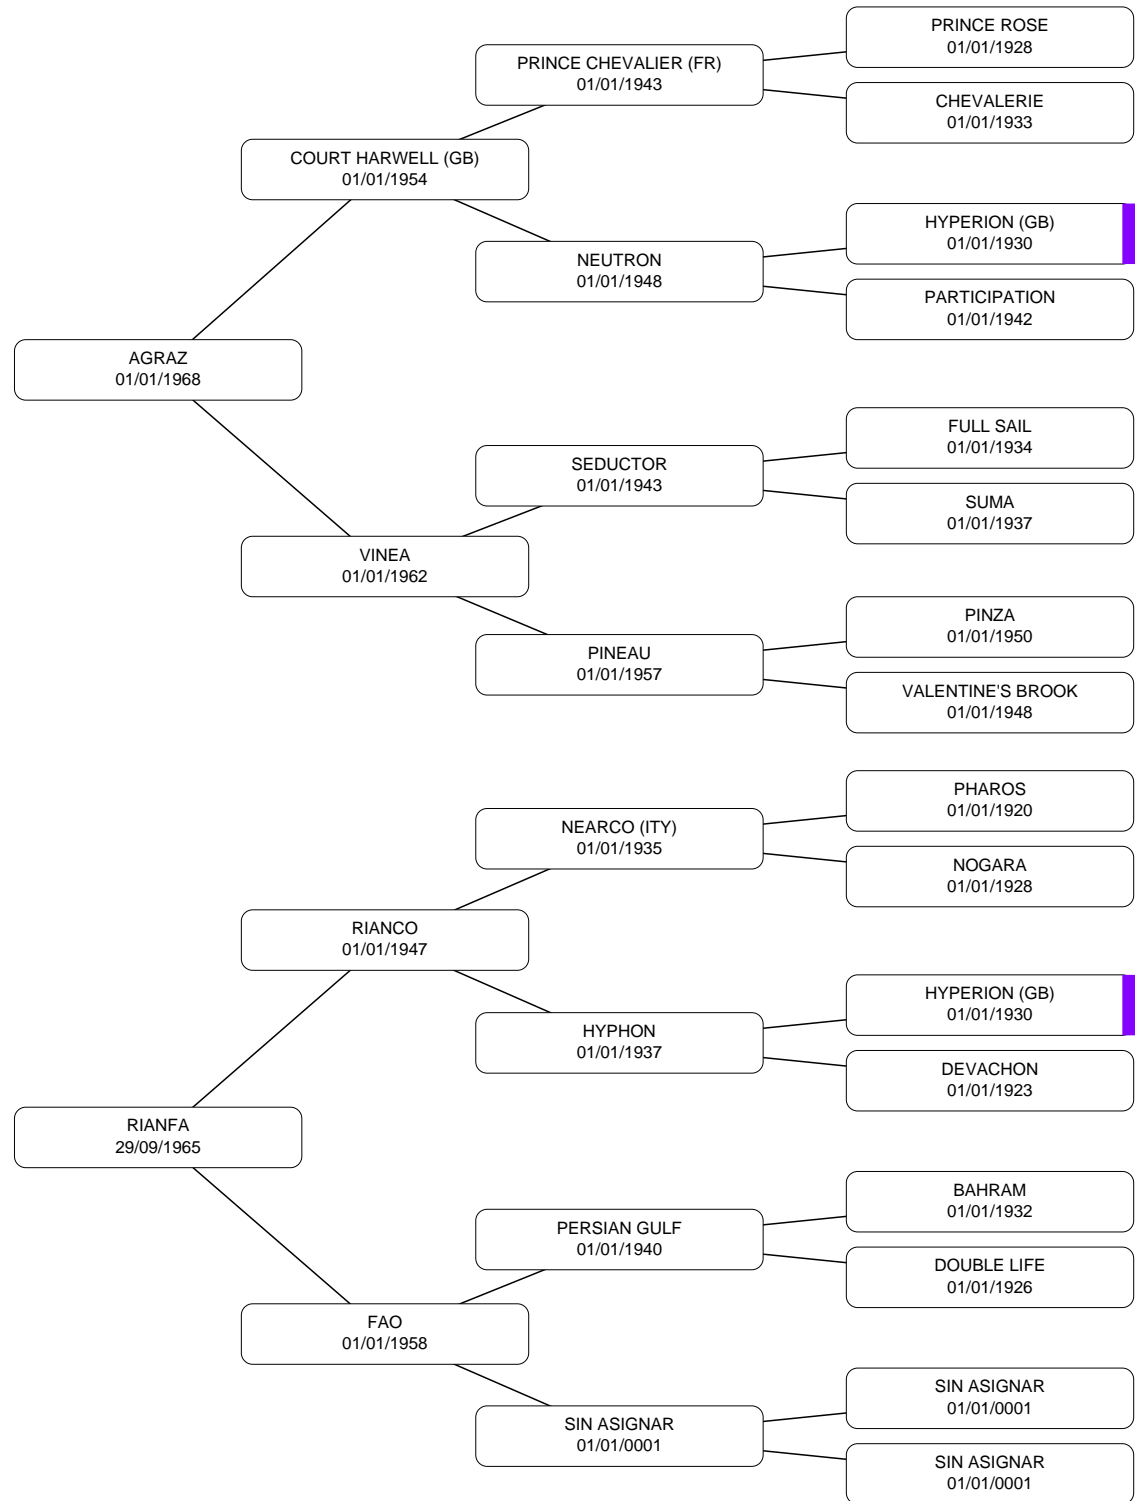 PRINCE ROSE
01/01/1928
PRINCE CHEVALIER (FR)
01/01/1943
CHEVALERIE
01/01/1933
COURT HARWELL (GB)
01/01/1954
HYPERION (GB)
01/01/1930
NEUTRON
01/01/1948
PARTICIPATION
01/01/1942
AGRAZ
01/01/1968
FULL SAIL
01/01/1934
SEDUCTOR
01/01/1943
SUMA
01/01/1937
VINEA
01/01/1962
PINZA
01/01/1950
PINEAU
01/01/1957
VALENTINE'S BROOK
01/01/1948
PHAROS
01/01/1920
NEARCO (ITY)
01/01/1935
NOGARA
01/01/1928
RIANCO
01/01/1947
HYPERION (GB)
01/01/1930
HYPHON
01/01/1937
DEVACHON
01/01/1923
RIANFA
29/09/1965
BAHRAM
01/01/1932
PERSIAN GULF
01/01/1940
DOUBLE LIFE
01/01/1926
FAO
01/01/1958
SIN ASIGNAR
01/01/0001
SIN ASIGNAR
01/01/0001
SIN ASIGNAR
01/01/0001